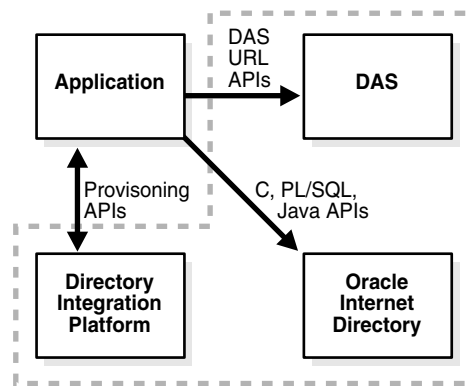 DAS
URL
APIs
Application
DAS
Provisoning
APIs
C, PL/SQL,
Java APIs
Directory
Integration
Platform
Oracle
Internet
Directory